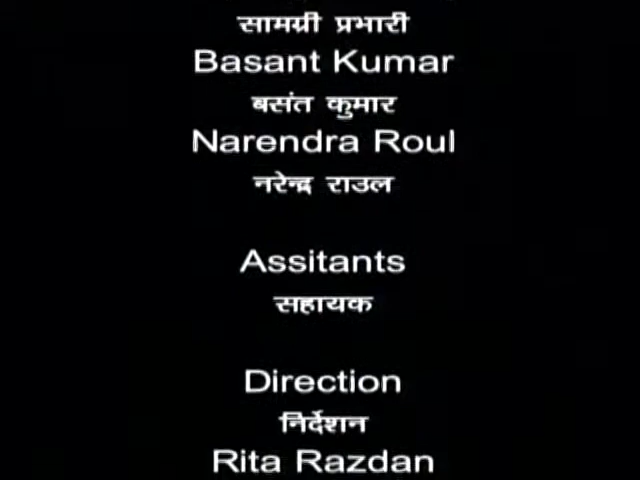 सामग्री प्रभारी
Basant Kumar
बसंत कुमार
Narendra Roul
नरेन्द्र राउल
Assitants
सहायक
Direction
निर्देशन
Rita Razdan